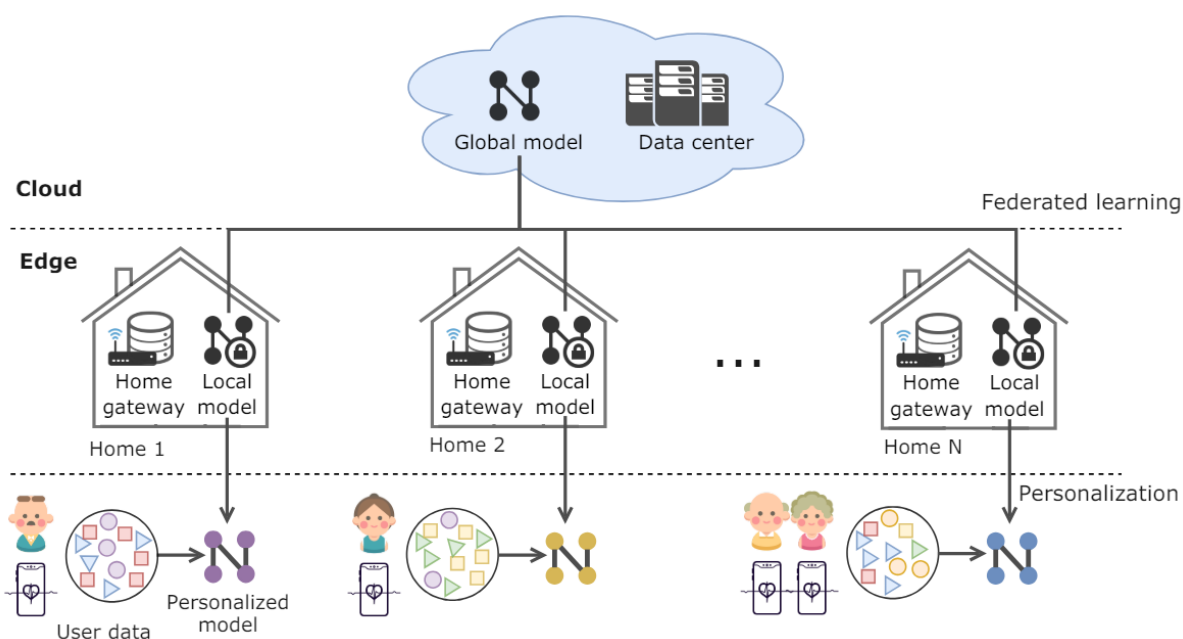 Global model
Data center
Cloud
Federated learning
Edge
Home gateway
Local model
Home gateway
Local model
...
Home gateway
Local model
Home 1
Home 2
Home N
Personalization
User data
Personalized model